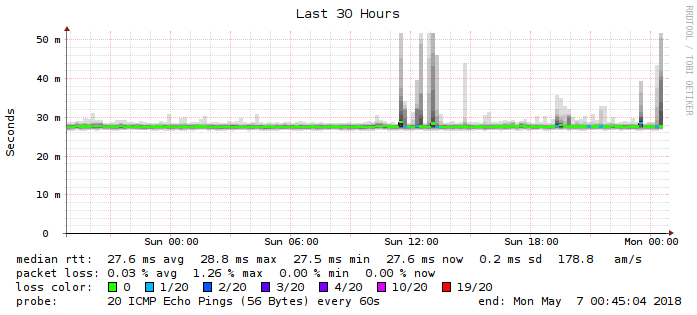 Last 30 Hours
RRDTOOL / TOBI OETIKER
Seconds
50 m
40 m
30 m
20 m
10 m
0
Sun 00:00 Sun 06:00 Sun 12:00 Sun 18:00 Mon 00:00
median rtt: 27.6 ms avg 28.8 ms max 27.5 ms min 27.6 ms now 0.2 ms sd 178.8 am/s
packet loss: 0.03 % avg 1.26 % max 0.00 % min 0.00 % now
loss color: 0 1/20 2/20 3/20 4/20 10/20 19/20
probe: 20 ICMP Echo Pings (56 Bytes) every 60s end: Mon May 7 00:45:04 2018